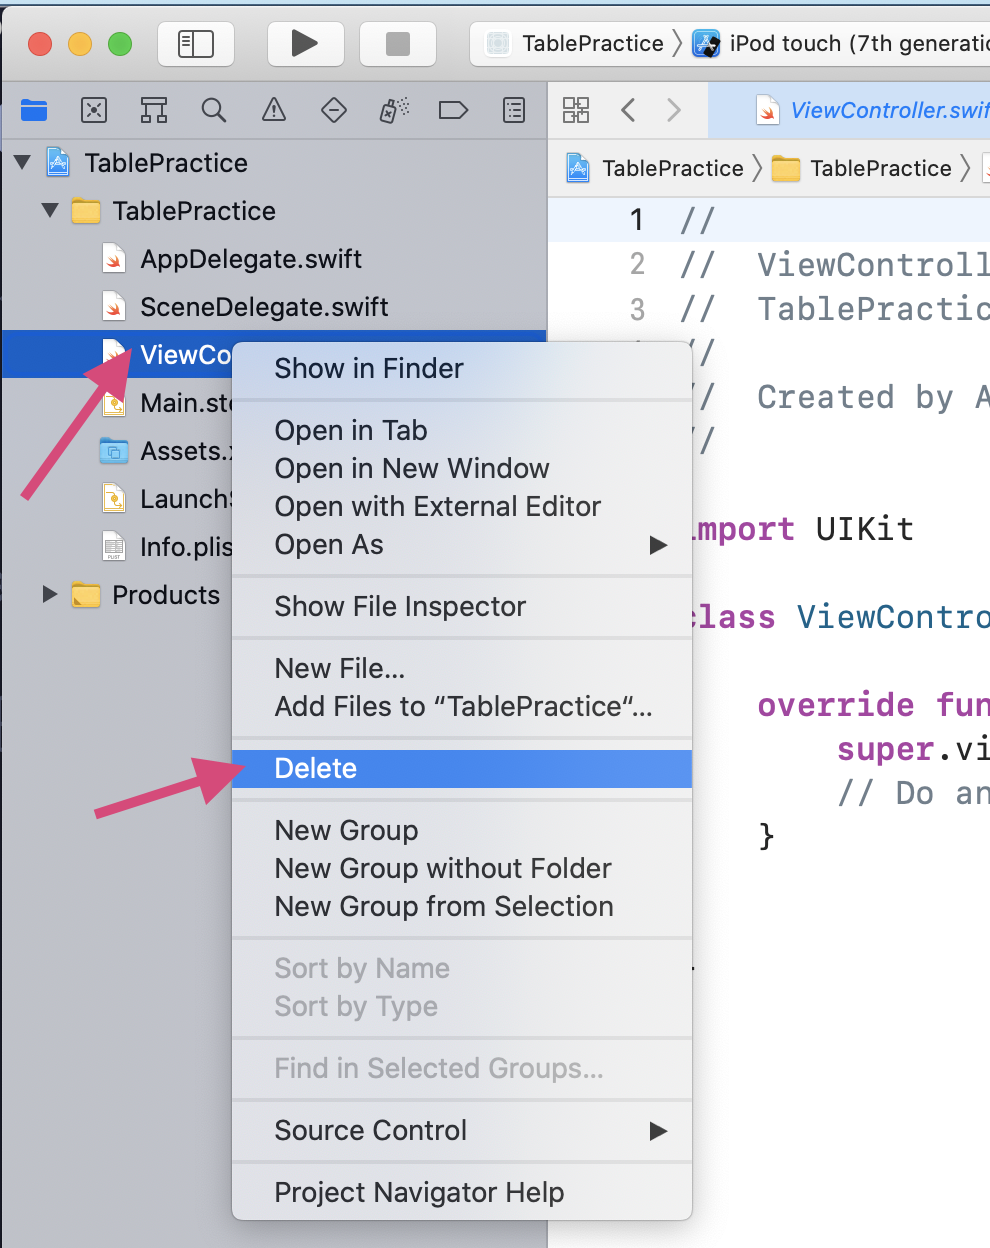 TablePractice 〉 iPod touch (7th generatio
ViewController.swif
TablePractice 〉 TablePractice 〉
TablePractice
TablePractice
AppDelegate.swift
SceneDelegate.swift
ViewCo
Main.sto
Assets.x
LaunchS
Info.plis
Products
Show in Finder
Open in Tab
Open in New Window
Open with External Editor
Open As
Show File Inspector
New File...
Add Files to “TablePractice“...
Delete
New Group
New Group without Folder
New Group from Selection
Sort by Name
Sort by Type
Find in Selected Groups...
Source Control
Project Navigator Help
1 //
2 // ViewControll
3 // TablePractic
//
// Created by A
//
import UIKit
class ViewContro
override fun
super.vi
// Do an
}